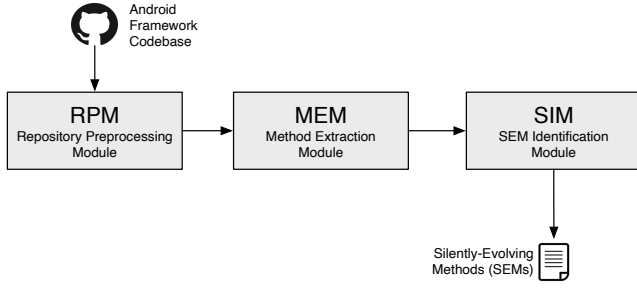 Android
Framework
Codebase
RPM
Repository Preprocessing
Module
MEM
Method Extraction
Module
SIM
SEM Identification
Module
Silently-Evolving
Methods (SEMs)